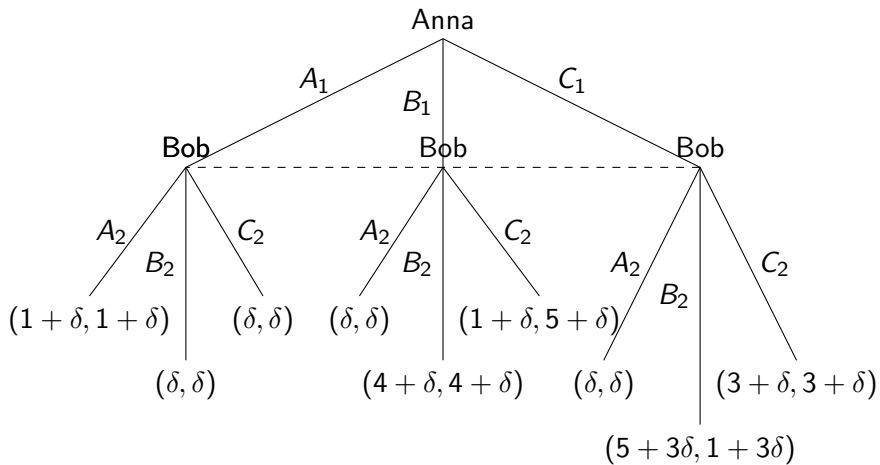 Anna
A₁ B₁ C₁
Bob Bob Bob
A₂ B₂ C₂ A₂ B₂ C₂ A₂ B₂ C₂
(1 + δ, 1 + δ) (δ, δ) (δ, δ) (1 + δ, 5 + δ)
(δ, δ) (4 + δ, 4 + δ) (δ, δ) (3 + δ, 3 + δ)
(5 + 3δ, 1 + 3δ)